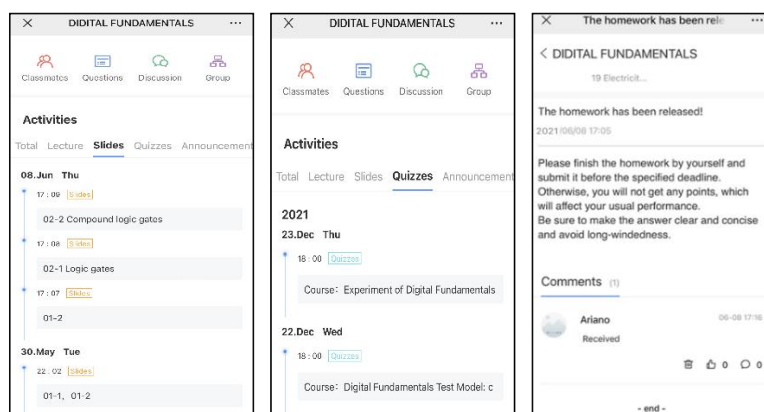 DIDITAL FUNDAMENTALS
Classmates Questions Discussion Group
Activities
Total Lecture Slides Quizzes Announcement
08.Jun Thu
17:09 Slides
02-2 Compound logic gates
17:08 Slides
02-1 Logic gates
17:07 Slides
01-2
30.May Tue
22:02 Slides
01-1, 01-2
DIDITAL FUNDAMENTALS
Classmates Questions Discussion Group
Activities
Total Lecture Slides Quizzes Announcement
2021
23.Dec Thu
18:00 Quizzes
Course: Experiment of Digital Fundamentals
22.Dec Wed
18:00 Quizzes
Course: Digital Fundamentals Test Model: c
The homework has been rele
< DIDITAL FUNDAMENTALS
19 Electricit...
The homework has been released!
2021/06/08 17:05
Please finish the homework by yourself and
submit it before the specified deadline.
Otherwise, you will not get any points, which
will affect your usual performance.
Be sure to make the answer clear and concise
and avoid long-windedness.
Comments (1)
Ariano 06-08 17:16
Received
0 0
- end -